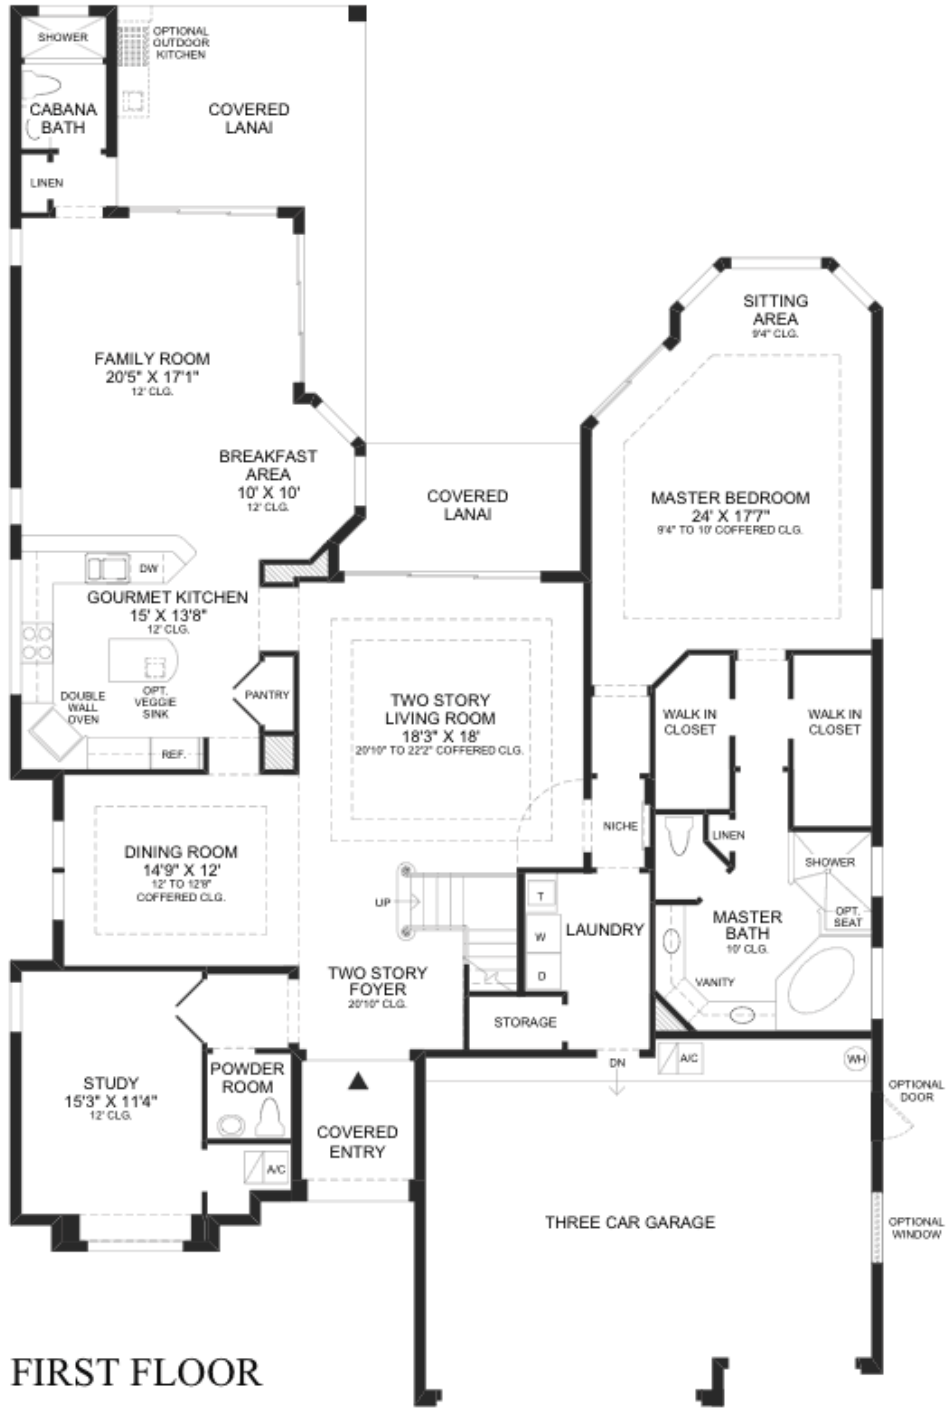 SHOWER
OPTIONAL
OUTDOOR
KITCHEN
CABANA
BATH
COVERED
LANAI
LINEN
SITTING
AREA
9'4" CLG.
FAMILY ROOM
20'5" X 17'1"
12' CLG.
BREAKFAST
AREA
10' X 10'
12' CLG.
COVERED
LANAI
MASTER BEDROOM
24' X 17'7"
9'4" TO 10' COFFERED CLG.
DW
GOURMET KITCHEN
15' X 13'8"
12' CLG.
DOUBLE
WALL
OVEN
OPT.
VEGGIE
SINK
PANTRY
REF.
TWO STORY
LIVING ROOM
18'3" X 18'
20'10" TO 22'2" COFFERED CLG.
WALK IN
CLOSET
WALK IN
CLOSET
NICHE
LINEN
SHOWER
DINING ROOM
14'9" X 12'
12' TO 12'8"
COFFERED CLG.
UP
T
W
D
LAUNDRY
OPT.
SEAT
MASTER
BATH
10' CLG.
VANITY
TWO STORY
FOYER
20'10" CLG.
STORAGE
DN
A/C
WH
POWDER
ROOM
STUDY
15'3" X 11'4"
12' CLG.
OPTIONAL
DOOR
COVERED
ENTRY
A/C
THREE CAR GARAGE
OPTIONAL
WINDOW
FIRST FLOOR